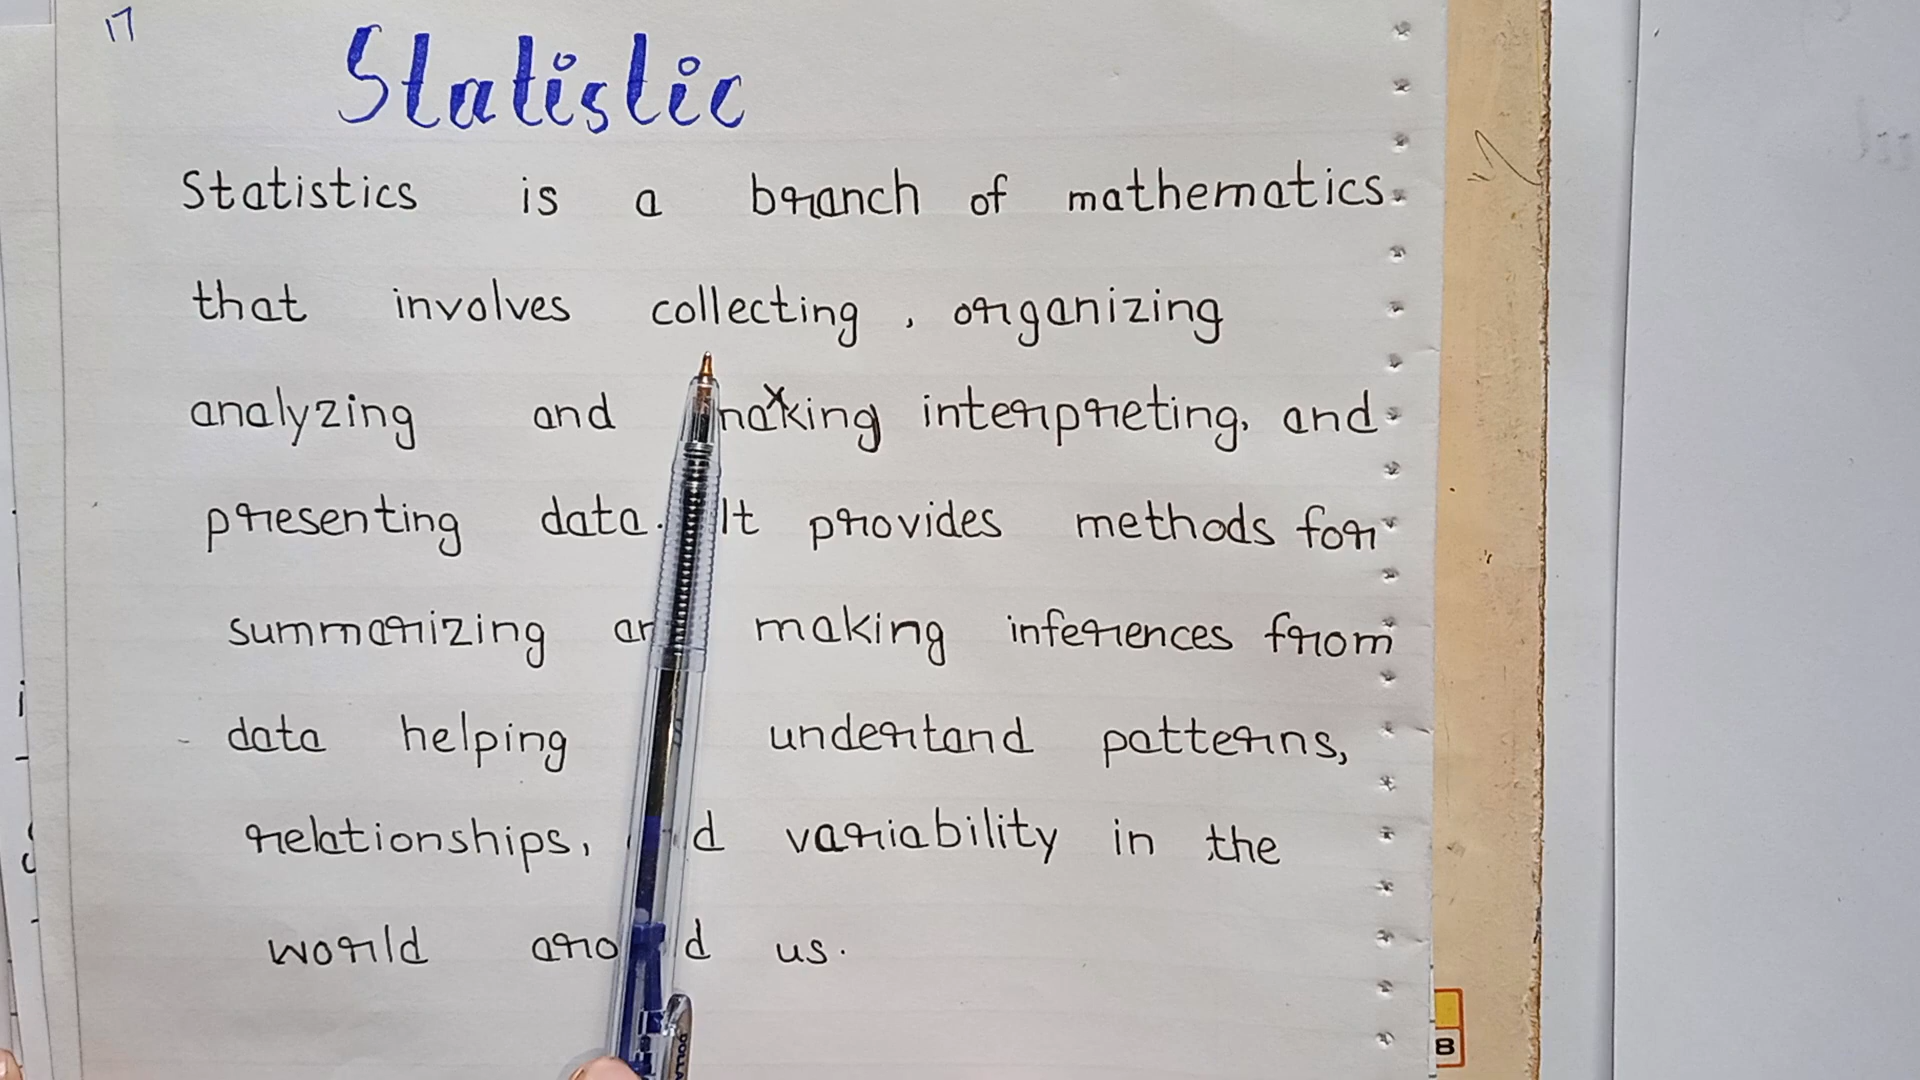 17
Statistic
Statistics is a branch of mathematics
that involves collecting, organizing
analyzing and making interpreting, and
presenting data. It provides methods for
summarizing making inferences from
data helping undertand patterns,
relationships, variability in the
world us.
B